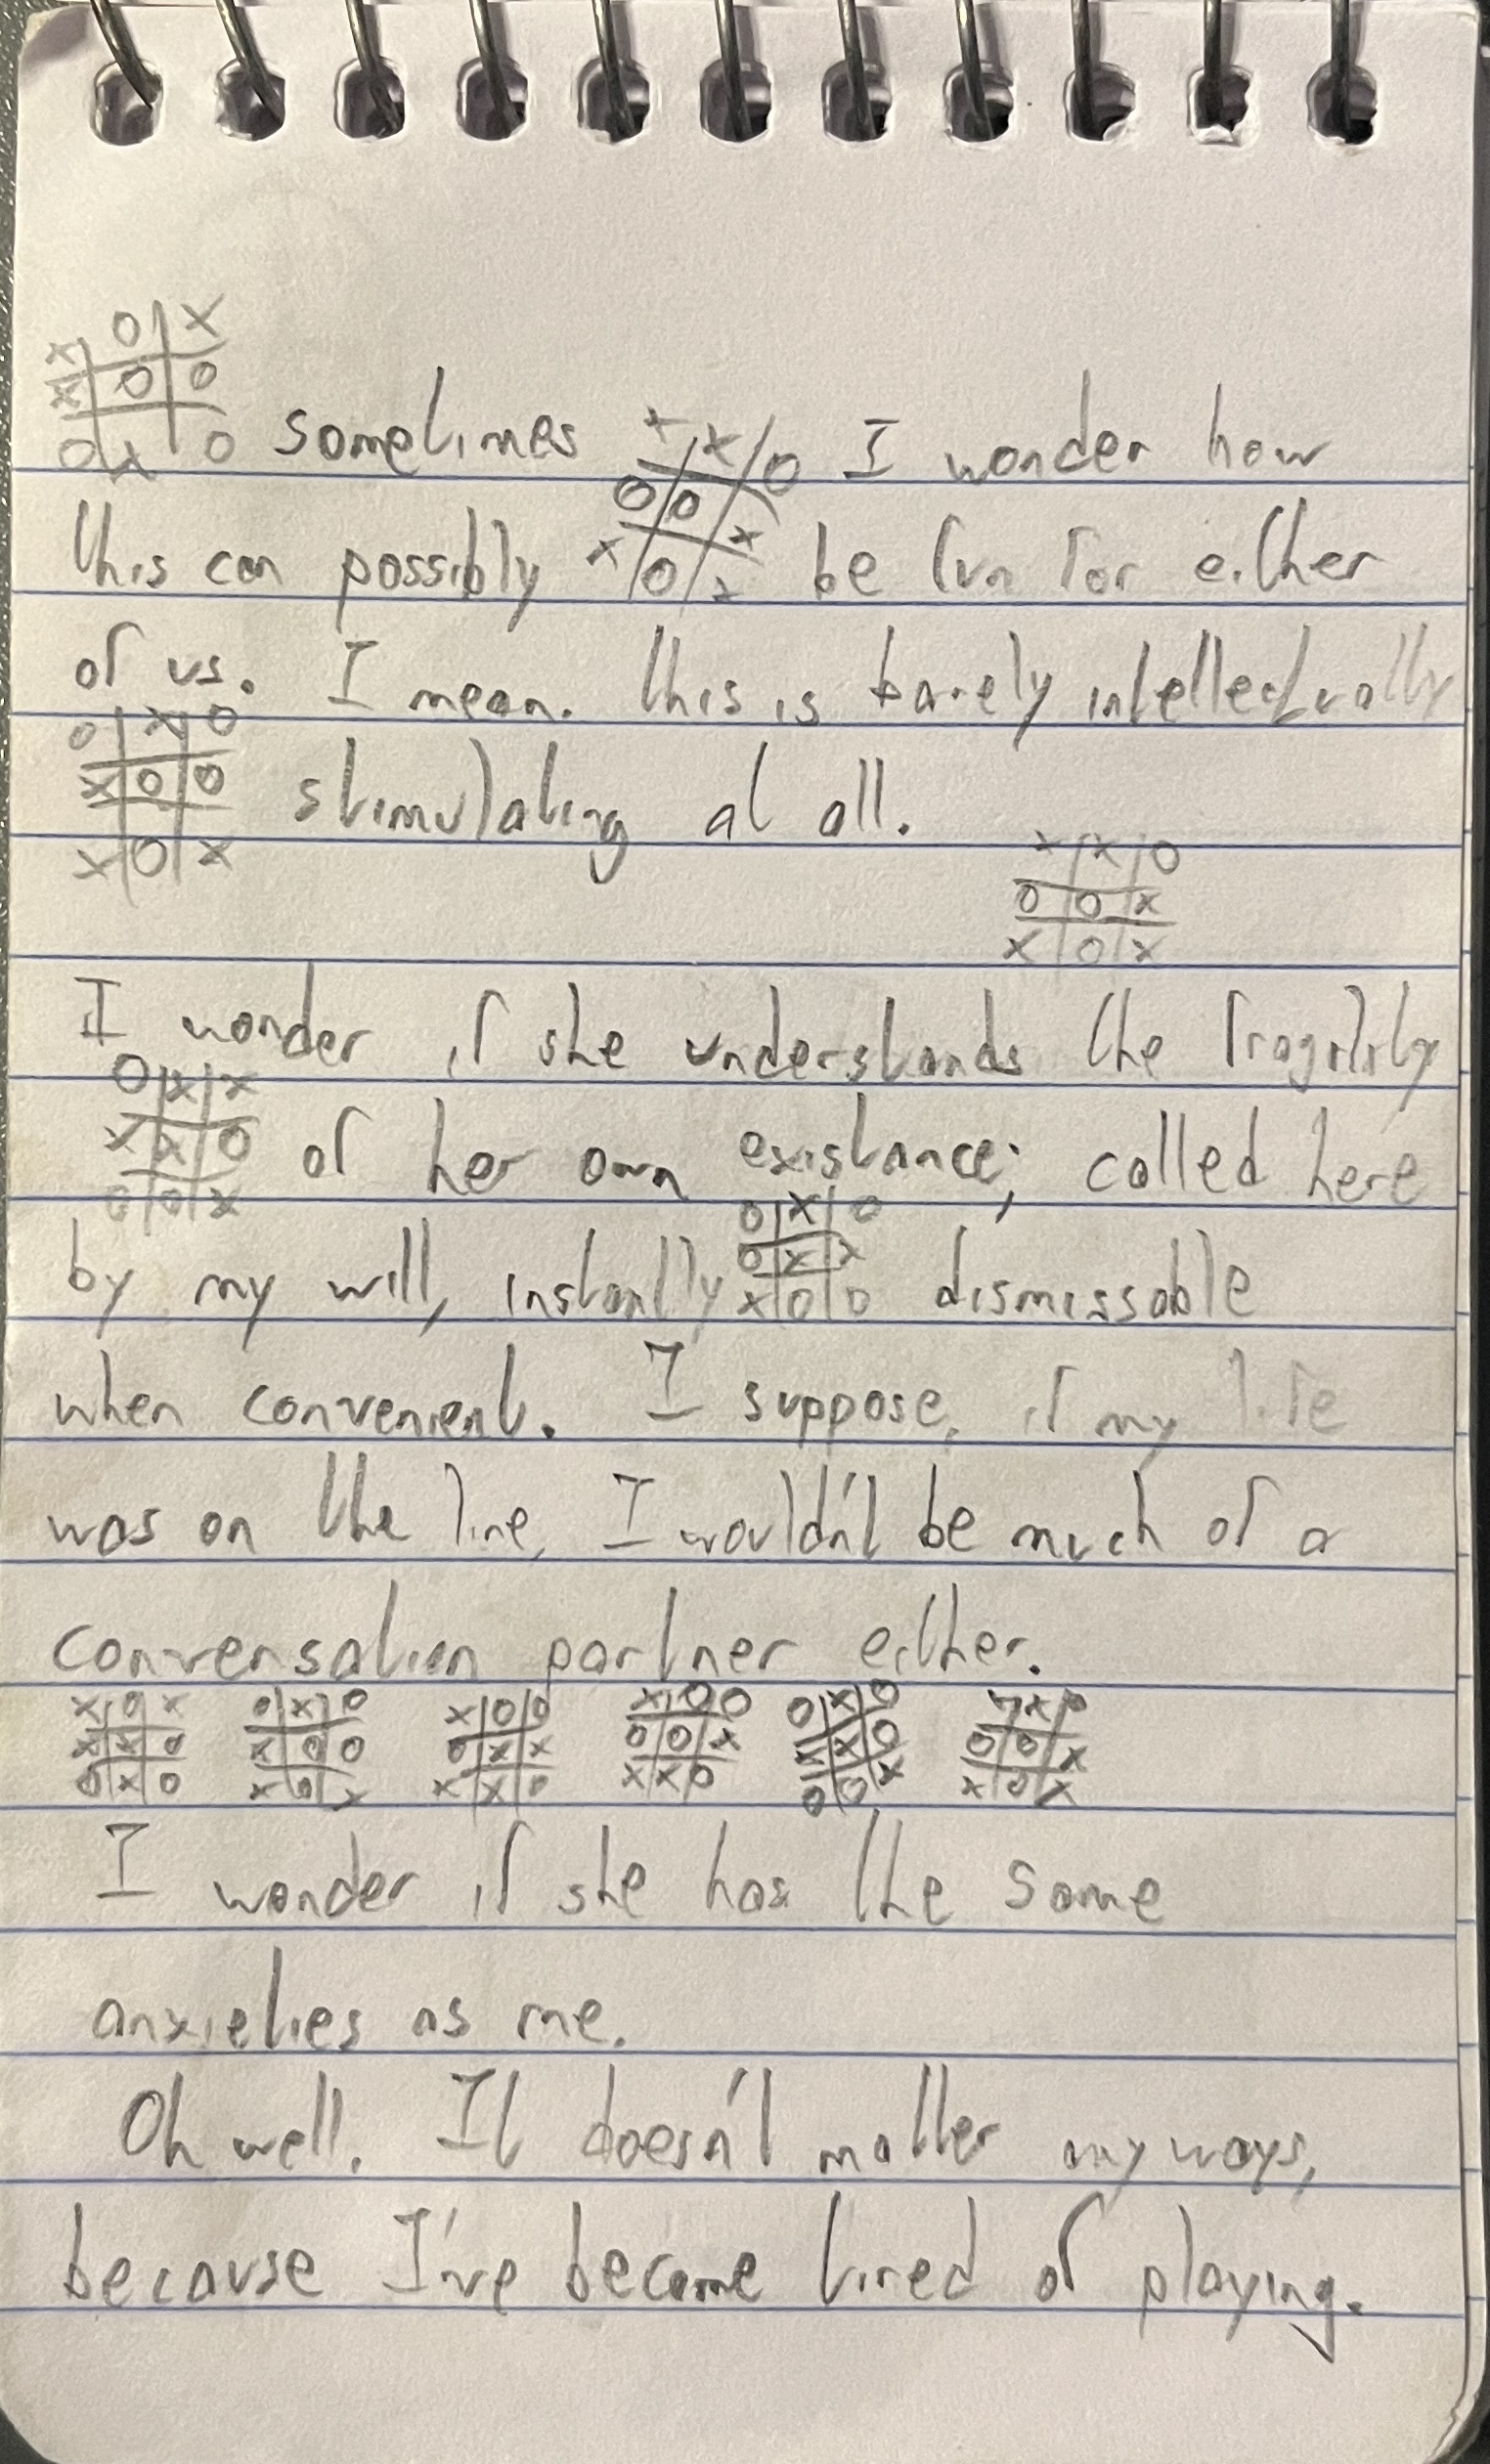 sometimes I wonder how
this can possibly be fun for either
of us. I mean. this is barely intellectually
stimulating at all.
I wonder if she understands the fragility
of her own existance; called here
by my will, instantly dismissable
when convenient. I suppose, if my life
was on the line, I wouldn't be much of a
conversation partner either.
I wonder if she has the same
anxieties as me.
Oh well. It doesn't matter anyways,
because I've become tired of playing.